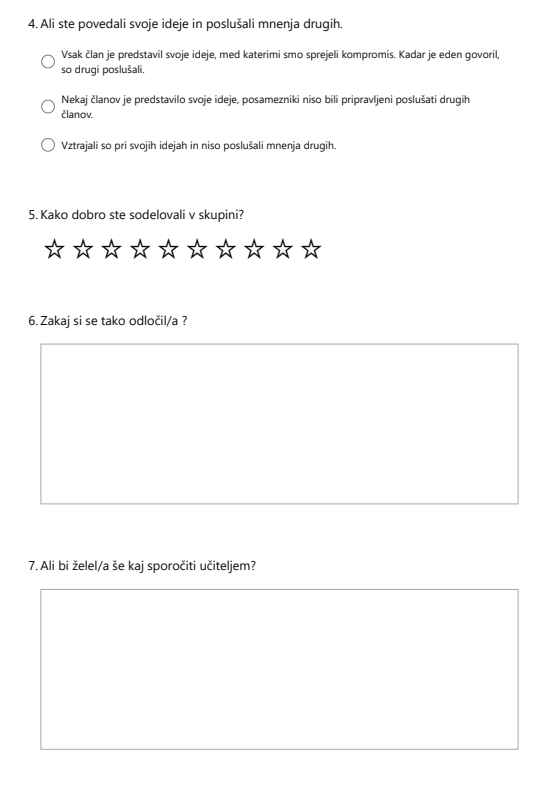 4. Ali ste povedali svoje ideje in poslušali mnenja drugih.
Vsak član je predstavil svoje ideje, med katerimi smo sprejeli kompromis. Kadar je eden govoril,
so drugi poslušali.
Nekaj članov je predstavilo svoje ideje, posamezniki niso bili pripravljeni poslušati drugih
članov.
Vztrajali so pri svojih idejah in niso poslušali mnenja drugih.
5. Kako dobro ste sodelovali v skupini?
6. Zakaj si se tako odločil/a ?
7. Ali bi želel/a še kaj sporočiti učiteljem?